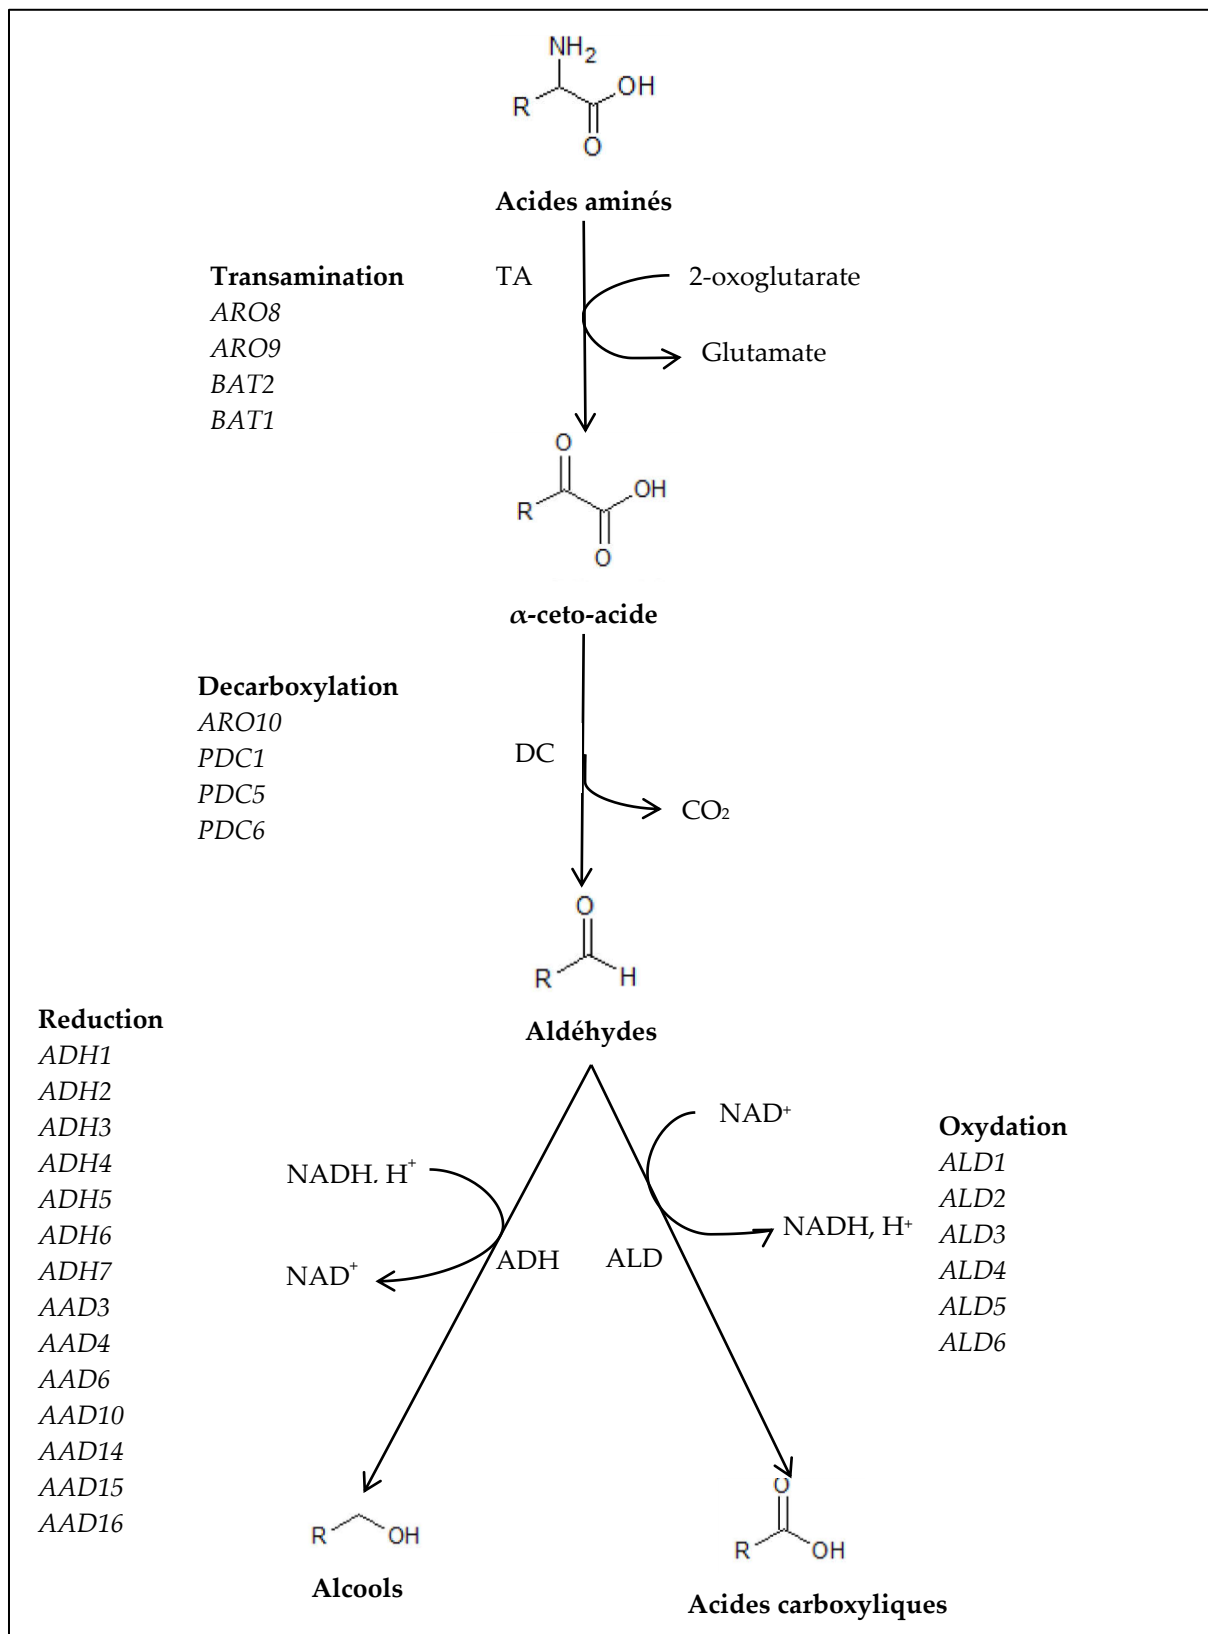 NH2
R
OH
O
Acides aminés
Transamination
ARO8
ARO9
BAT2
BAT1
TA
2-oxoglutarate
Glutamate
O
R
OH
O
α-ceto-acide
Decarboxylation
ARO10
PDC1
PDC5
PDC6
DC
CO2
O
R
H
Aldéhydes
Reduction
ADH1
ADH2
ADH3
ADH4
ADH5
ADH6
ADH7
AAD3
AAD4
AAD6
AAD10
AAD14
AAD15
AAD16
NADH. H+
NAD+
ADH
ALD
NAD+
NADH, H+
Oxydation
ALD1
ALD2
ALD3
ALD4
ALD5
ALD6
R
OH
Alcools
O
R
OH
Acides carboxyliques